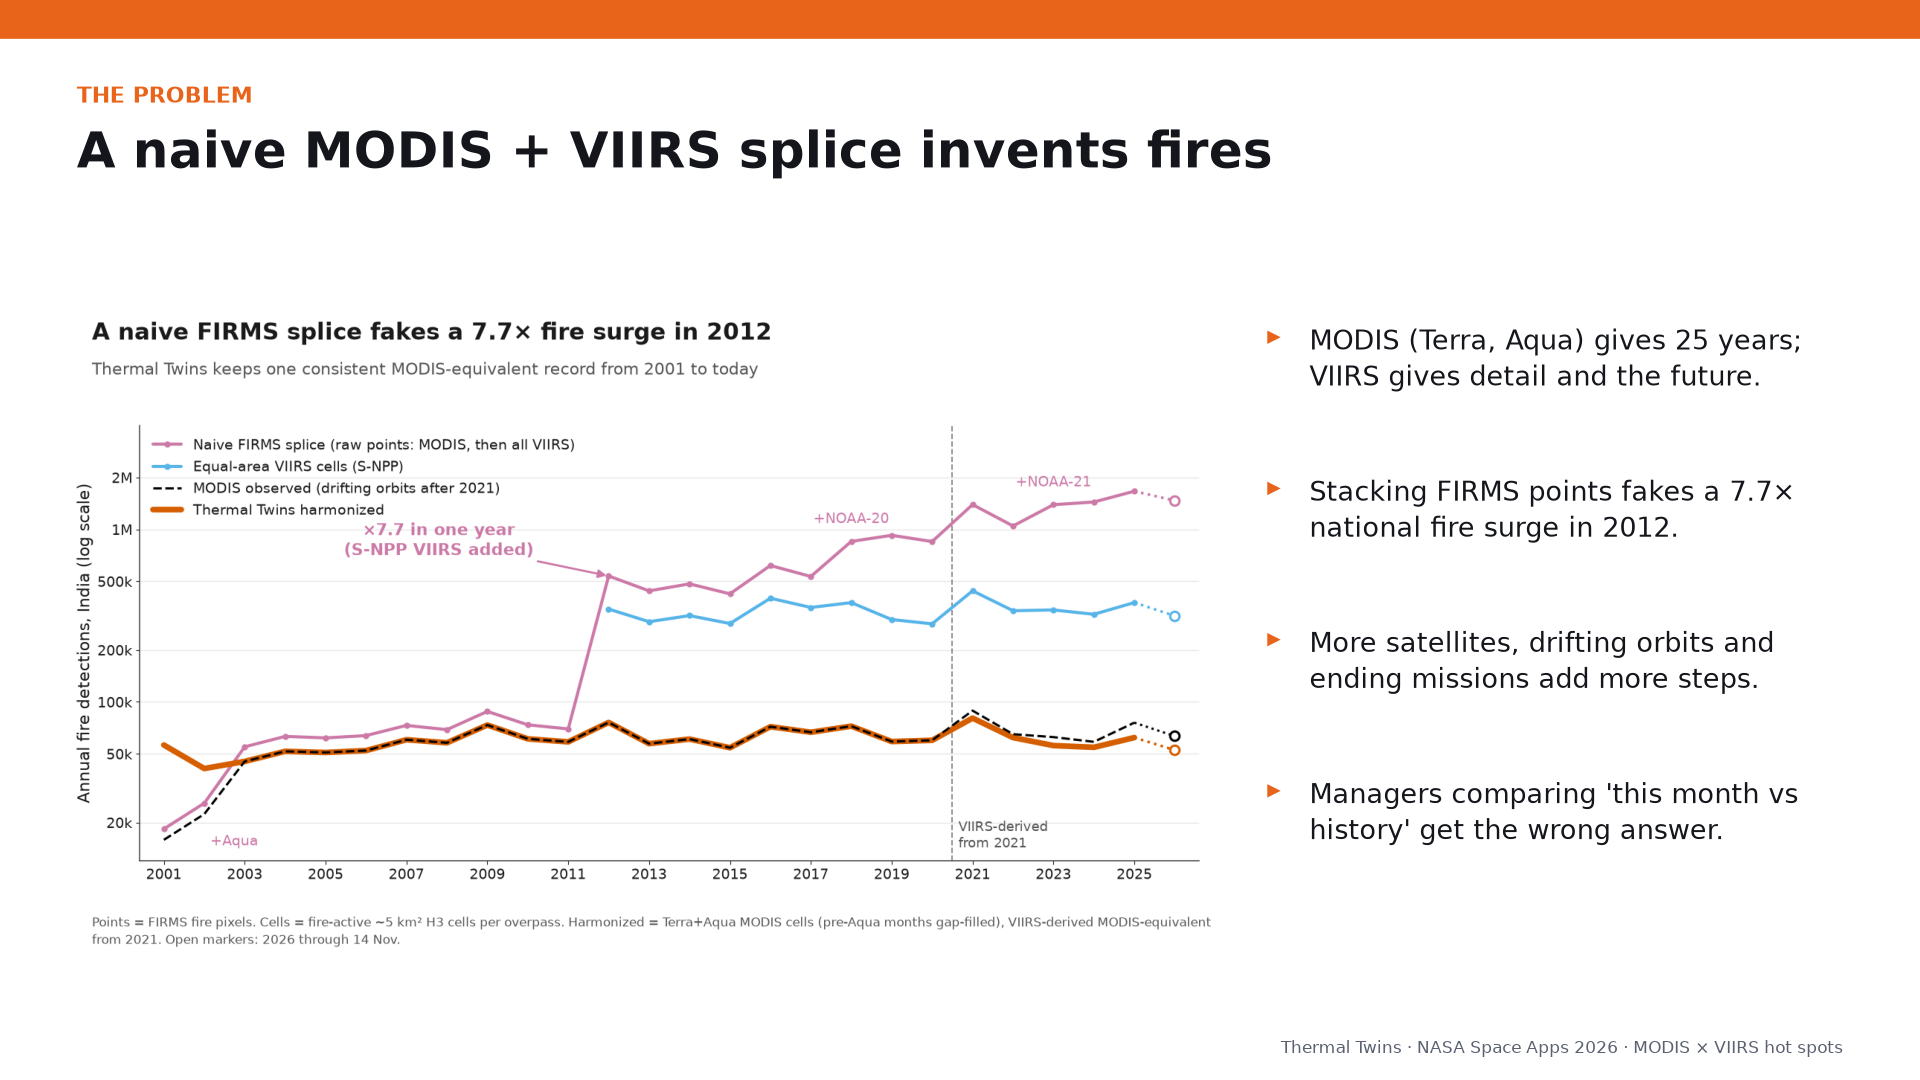 THE PROBLEM
A naive MODIS + VIIRS splice invents fires
A naive FIRMS splice fakes a 7.7× fire surge in 2012
Thermal Twins keeps one consistent MODIS-equivalent record from 2001 to today
Annual fire detections, India (log scale)
2M
1M
500k
200k
100k
50k
20k
Naive FIRMS splice (raw points: MODIS, then all VIIRS)
Equal-area VIIRS cells (S-NPP)
MODIS observed (drifting orbits after 2021)
Thermal Twins harmonized
×7.7 in one year
(S-NPP VIIRS added)
+NOAA-20
+NOAA-21
+Aqua
VIIRS-derived
from 2021
2001 2003 2005 2007 2009 2011 2013 2015 2017 2019 2021 2023 2025
Points = FIRMS fire pixels. Cells = fire-active ~5 km² H3 cells per overpass. Harmonized = Terra+Aqua MODIS cells (pre-Aqua months gap-filled), VIIRS-derived MODIS-equivalent
from 2021. Open markers: 2026 through 14 Nov.
► MODIS (Terra, Aqua) gives 25 years;
VIIRS gives detail and the future.
► Stacking FIRMS points fakes a 7.7×
national fire surge in 2012.
► More satellites, drifting orbits and
ending missions add more steps.
► Managers comparing 'this month vs
history' get the wrong answer.
Thermal Twins · NASA Space Apps 2026 · MODIS × VIIRS hot spots